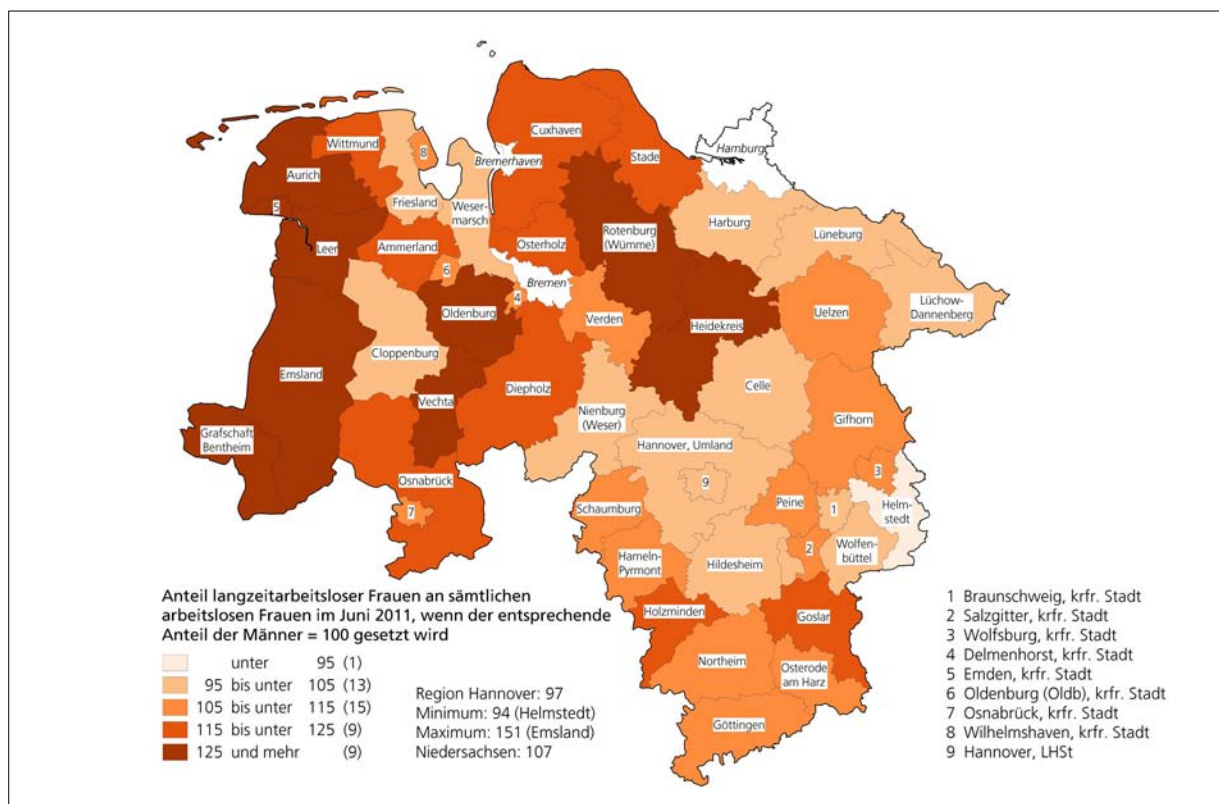 Cuxhaven
Wittmund
8
Bremerhaven
Hamburg
Stade
Aurich
Friesland
Weser-
marsch
5
Harburg
Lüneburg
Rotenburg
(Wümme)
Leer
Ammerland
Osterholz
6
Bremen
4
Oldenburg
Verden
Heidekreis
Uelzen
Lüchow-
Dannenberg
Cloppenburg
Emsland
Diepholz
Celle
Vechta
Nienburg
(Weser)
Gifhorn
Grafschaft
Bentheim
Hannover, Umland
3
9
Osnabrück
Peine
Helm-
stedt
7
Schaumburg
1
2
Wolfen-
büttel
Hameln-
Pyrmont
Hildesheim
Holzminden
Goslar
Northeim
Osterode
am Harz
Göttingen
Anteil langzeitarbeitsloser Frauen an sämtlichen
arbeitslosen Frauen im Juni 2011, wenn der entsprechende
Anteil der Männer = 100 gesetzt wird
unter 95 (1)
95 bis unter 105 (13)
105 bis unter 115 (15)
115 bis unter 125 (9)
125 und mehr (9)
Region Hannover: 97
Minimum: 94 (Helmstedt)
Maximum: 151 (Emsland)
Niedersachsen: 107
1 Braunschweig, krfr. Stadt
2 Salzgitter, krfr. Stadt
3 Wolfsburg, krfr. Stadt
4 Delmenhorst, krfr. Stadt
5 Emden, krfr. Stadt
6 Oldenburg (Oldb), krfr. Stadt
7 Osnabrück, krfr. Stadt
8 Wilhelmshaven, krfr. Stadt
9 Hannover, LHSt